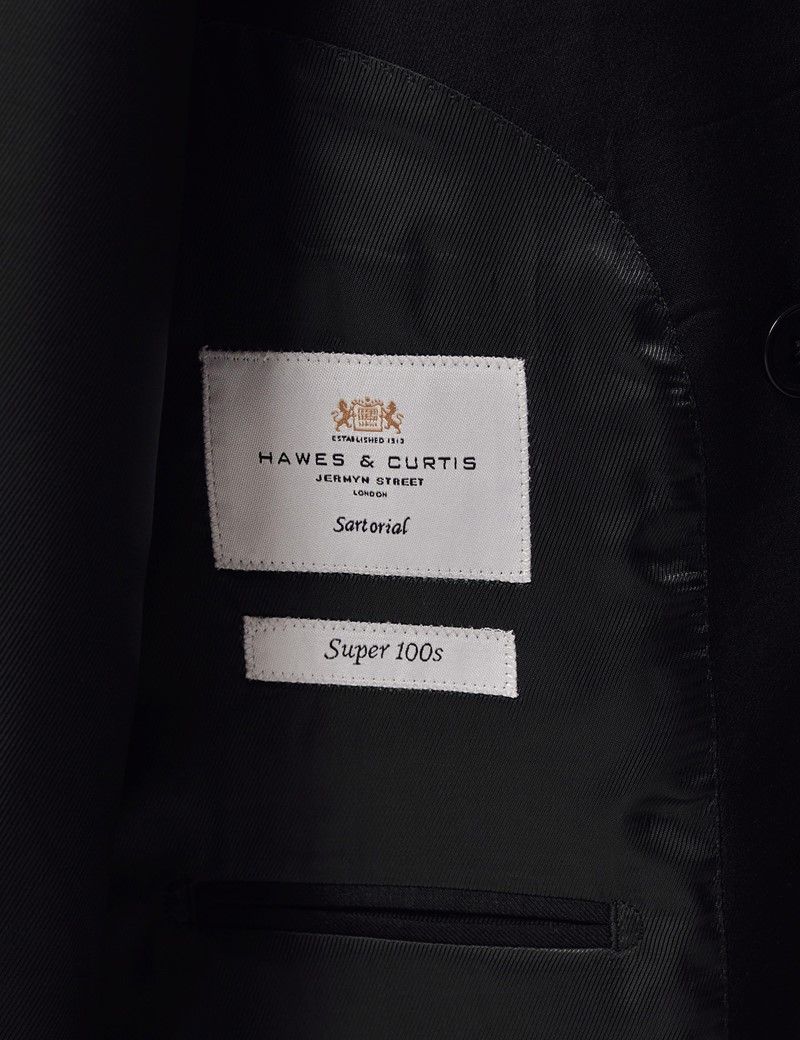 ESTABLISHED 1913
HAWES & CURTIS
JERMYN STREET
LONDON
Sartorial
Super 100s